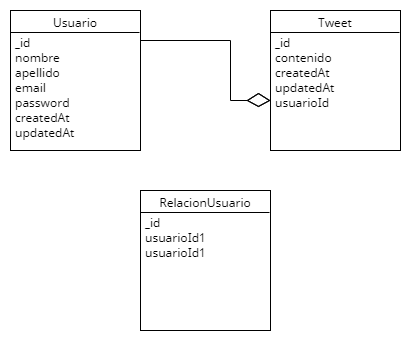 Usuario
_id
nombre
apellido
email
password
createdAt
updatedAt
Tweet
_id
contenido
createdAt
updatedAt
usuarioId
RelacionUsuario
_id
usuarioId1
usuarioId1